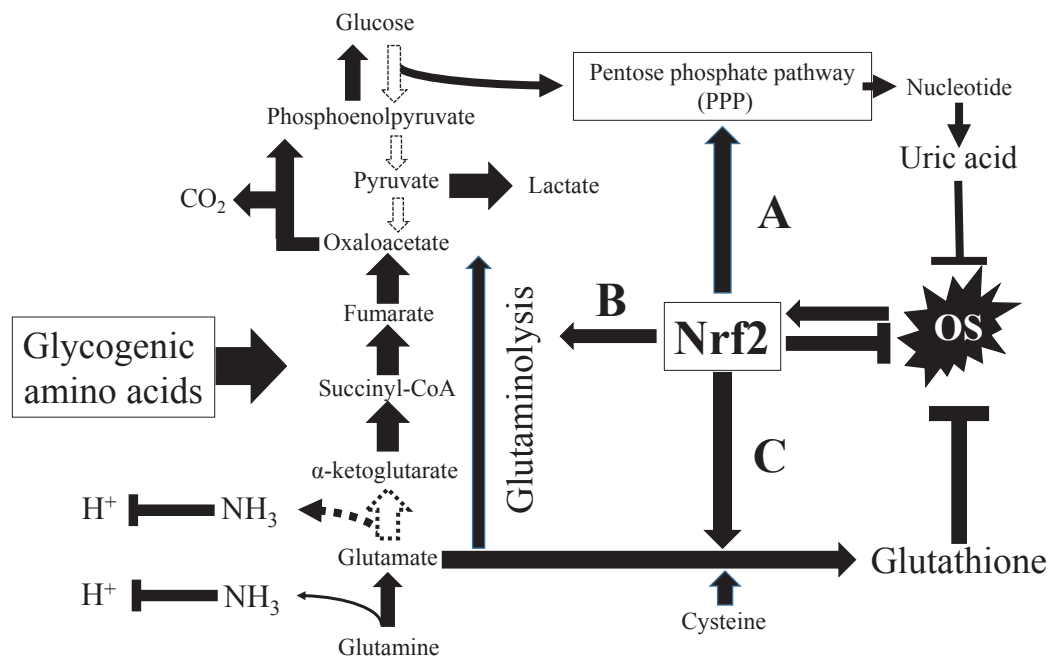 Glucose
Pentose phosphate pathway
(PPP)
Nucleotide
Phosphoenolpyruvate
Uric acid
CO₂
Pyruvate
Lactate
A
Oxaloacetate
B
Fumarate
Nrf2
OS
Glycogenic
amino acids
Succinyl-CoA
Glutaminolysis
C
α-ketoglutarate
H⁺
NH₃
Glutamate
Glutathione
H⁺
NH₃
Cysteine
Glutamine